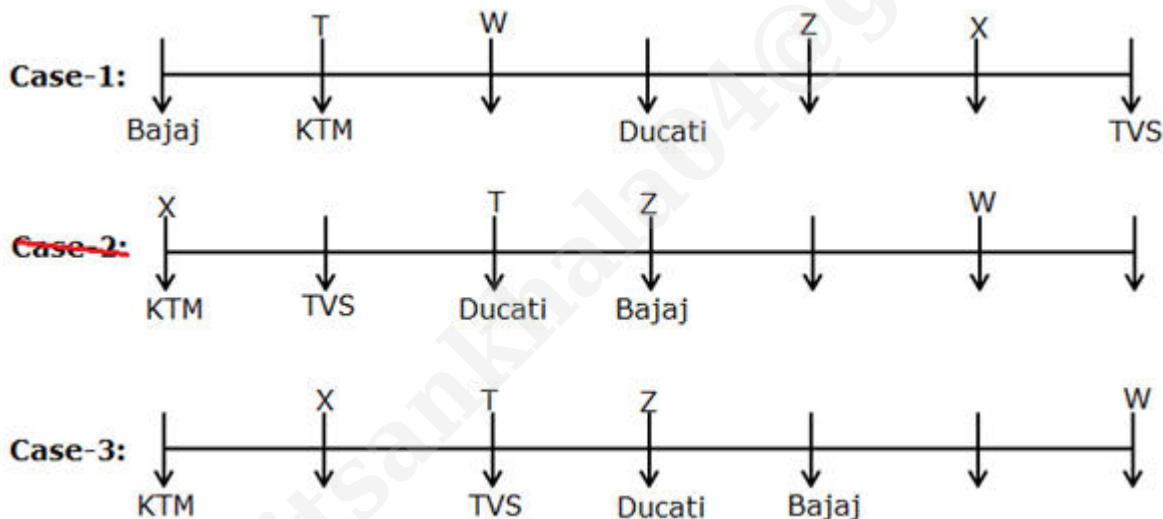 T W Z X
Case-1:
Bajaj KTM Ducati TVS
X T Z W
Case-2:
KTM TVS Ducati Bajaj
X T Z W
Case-3:
KTM TVS Ducati Bajaj